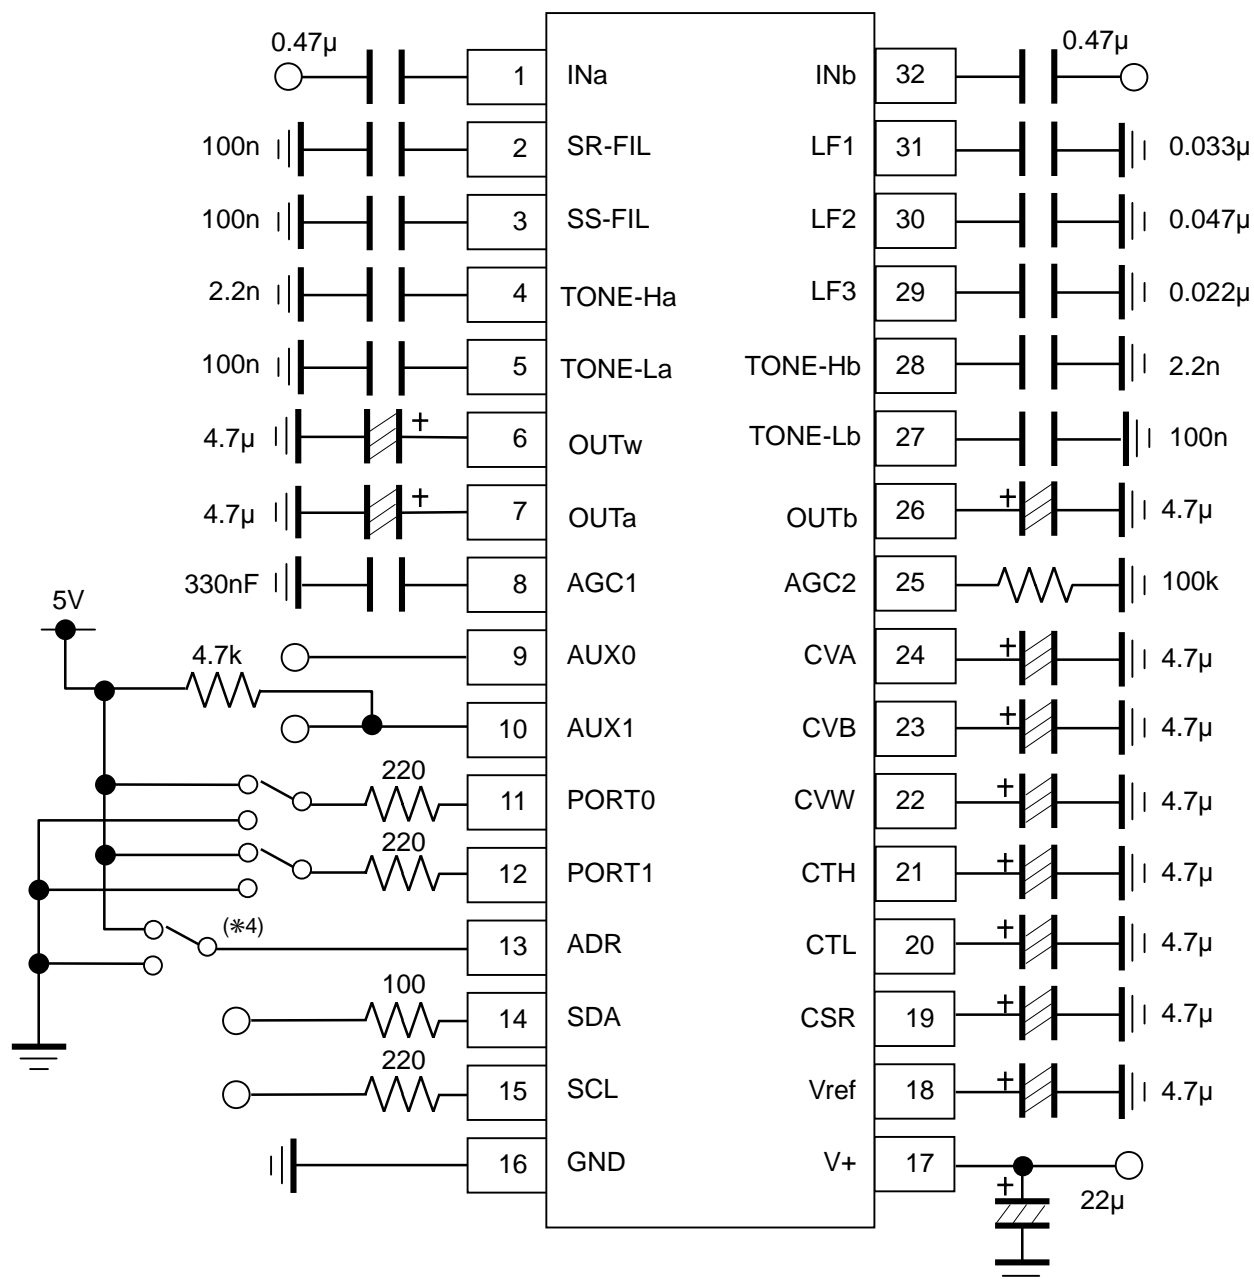 0.47µ 1 INa INb 32 0.47µ
100n 2 SR-FIL LF1 31 0.033µ
100n 3 SS-FIL LF2 30 0.047µ
2.2n 4 TONE-Ha LF3 29 0.022µ
100n 5 TONE-La TONE-Hb 28 2.2n
4.7µ + 6 OUTw TONE-Lb 27 100n
4.7µ + 7 OUTa OUTb 26 + 4.7µ
330nF 8 AGC1 AGC2 25 100k
5V
4.7k 9 AUX0 CVA 24 + 4.7µ
10 AUX1 CVB 23 + 4.7µ
220 11 PORT0 CVW 22 + 4.7µ
220 12 PORT1 CTH 21 + 4.7µ
(❋4) 13 ADR CTL 20 + 4.7µ
100 14 SDA CSR 19 + 4.7µ
220 15 SCL Vref 18 + 4.7µ
16 GND V+ 17 + 22µ